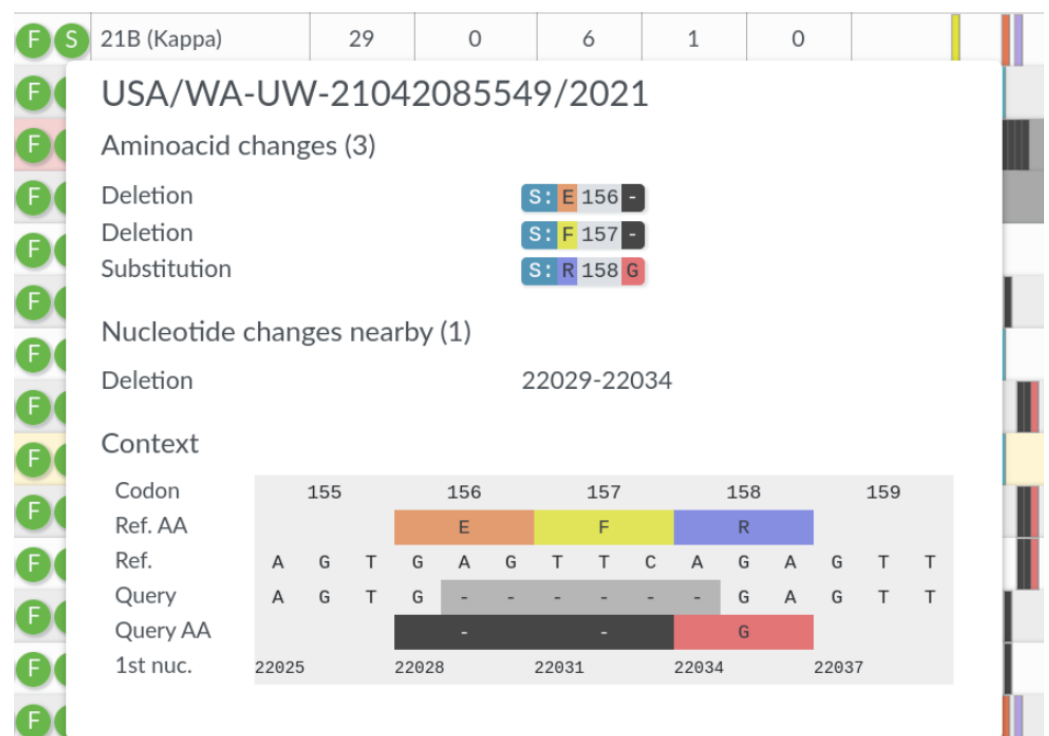 F S 21B (Kappa) 29 0 6 1 0
F
USA/WA-UW-21042085549/2021
F
Aminoacid changes (3)
F
Deletion S: E 156 -
F
Deletion S: F 157 -
F
Substitution S: R 158 G
F
Nucleotide changes nearby (1)
F
Deletion 22029-22034
F
Context
F
Codon 155 156 157 158 159
F
Ref. AA E F R
F
Ref. A G T G A G T T C A G A G T T
Query A G T G - - - - - - G A G T T
F
Query AA - - G
F
1st nuc. 22025 22028 22031 22034 22037
F